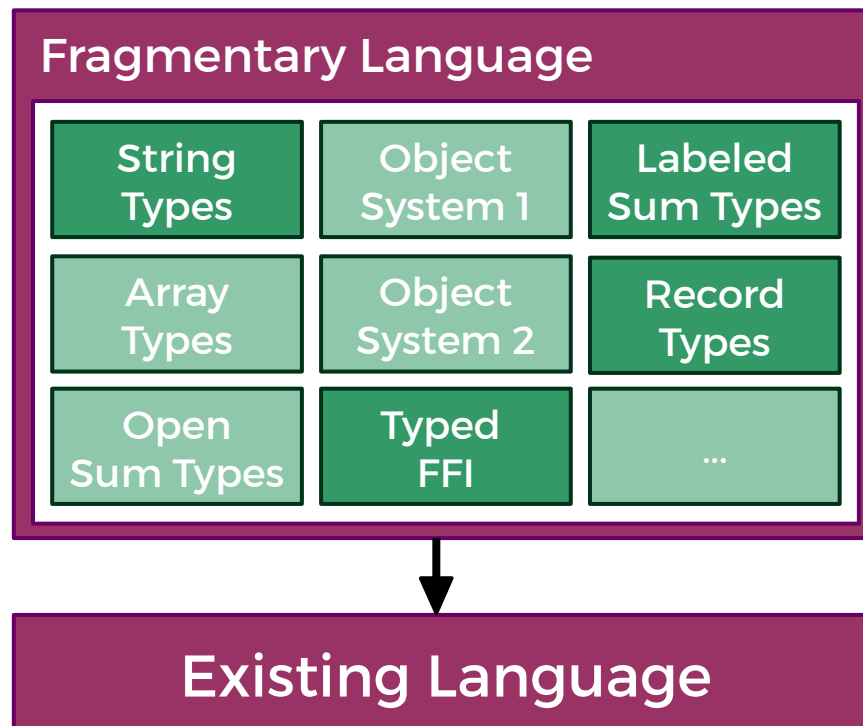 Fragmentary Language
String
Types
Object
System 1
Labeled
Sum Types
Array
Types
Object
System 2
Record
Types
Open
Sum Types
Typed
FFI
...
Existing Language